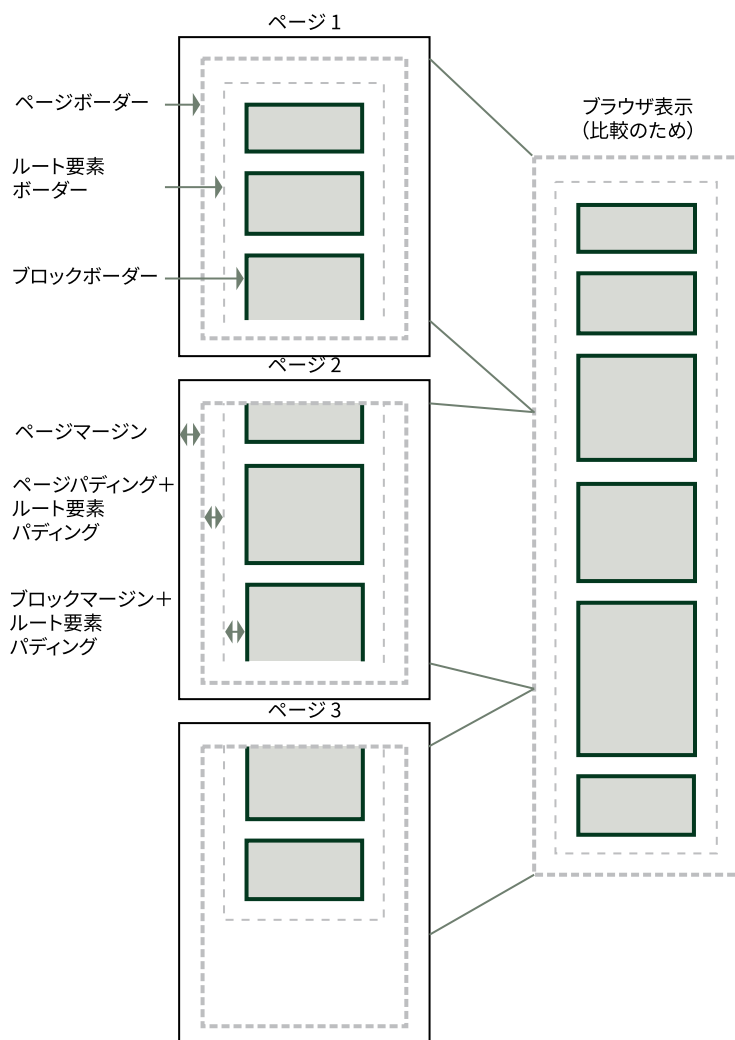 ページ 1
ページボーダー
ルート要素
ボーダー
ブロックボーダー
ブラウザ表示
（比較のため）
ページ 2
ページマージン
ページパディング＋
ルート要素
パディング
ブロックマージン＋
ルート要素
パディング
ページ 3